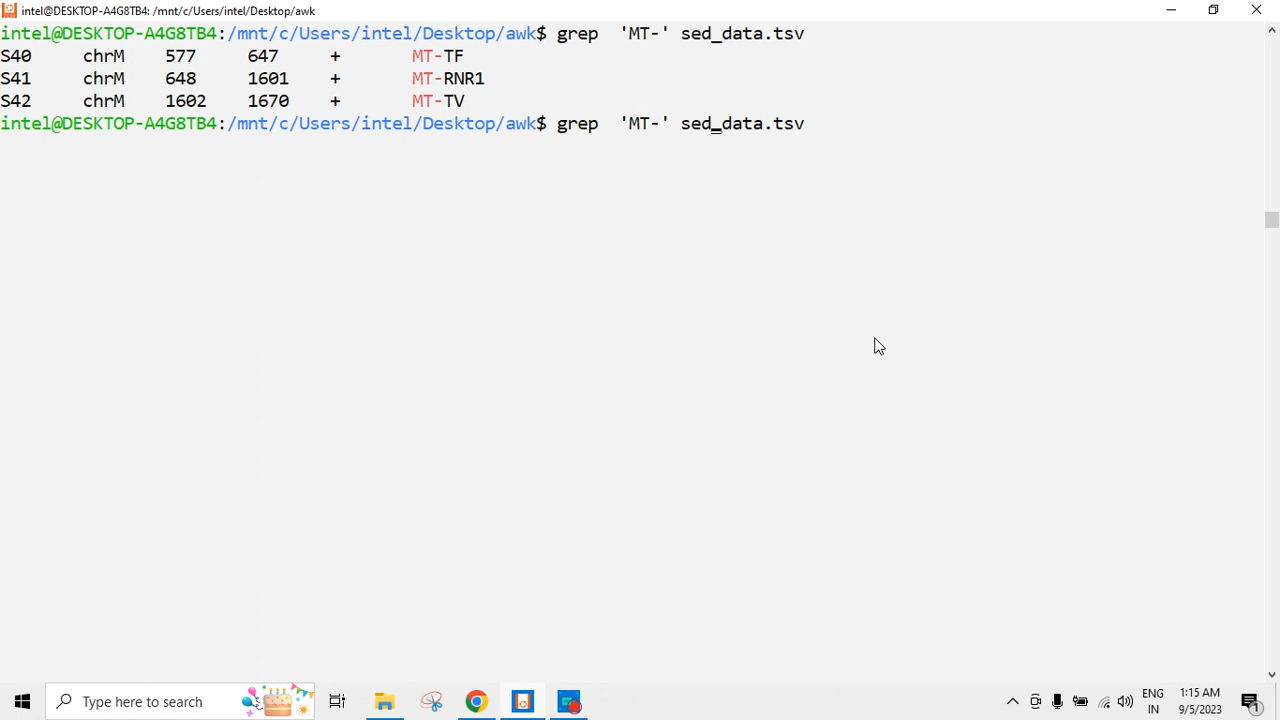 intel@DESKTOP-A4G8TB4: /mnt/c/Users/intel/Desktop/awk
intel@DESKTOP-A4G8TB4:/mnt/c/Users/intel/Desktop/awk$ grep  'MT-' sed_data.tsv
S40 chrM 577 647 + MT-TF
S41 chrM 648 1601 + MT-RNR1
S42 chrM 1602 1670 + MT-TV
intel@DESKTOP-A4G8TB4:/mnt/c/Users/intel/Desktop/awk$ grep  'MT-' sed_data.tsv
Type here to search
ENG
IN
1:15 AM
9/5/2023
1